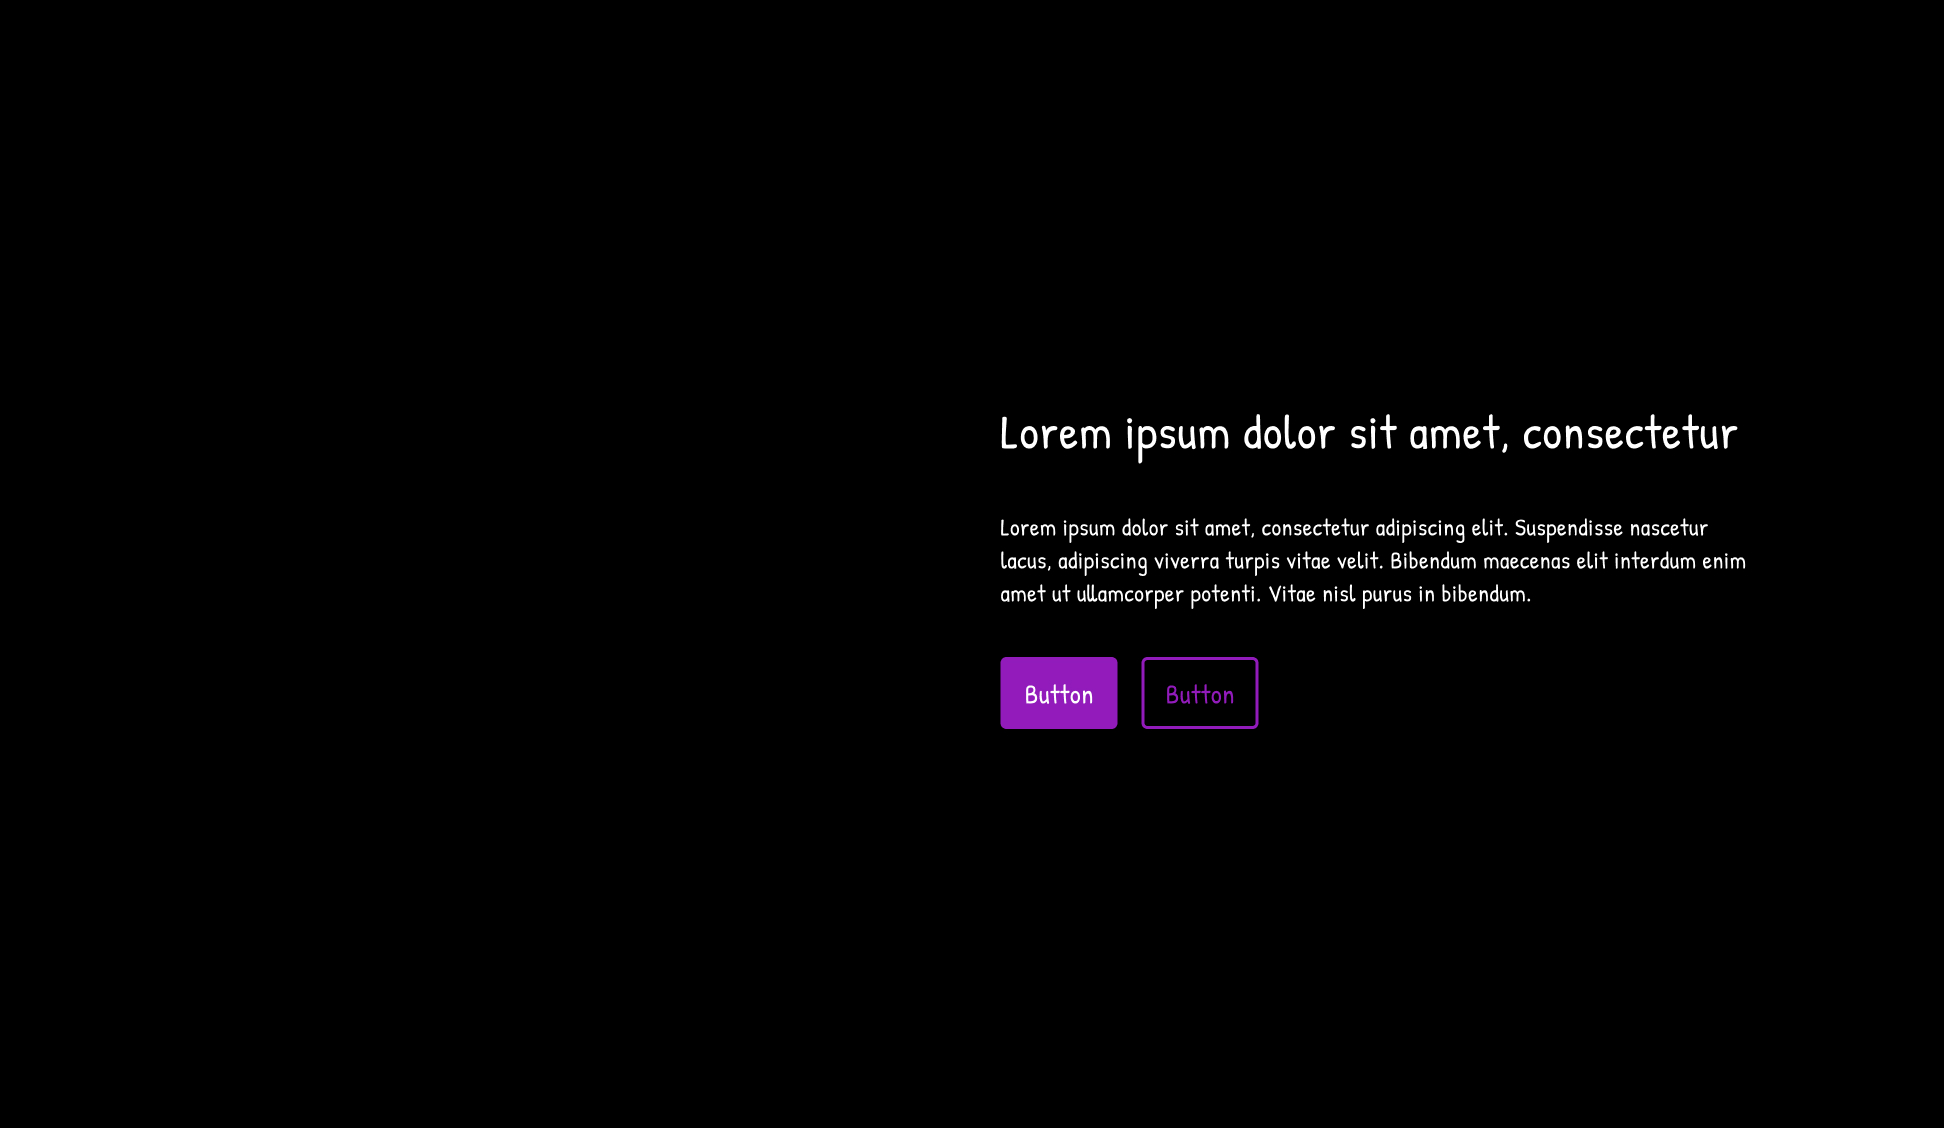 Lorem ipsum dolor sit amet, consectetur
Lorem ipsum dolor sit amet, consectetur adipiscing elit. Suspendisse nascetur
lacus, adipiscing viverra turpis vitae velit. Bibendum maecenas elit interdum enim
amet ut ullamcorper potenti. Vitae nisl purus in bibendum.
Button
Button